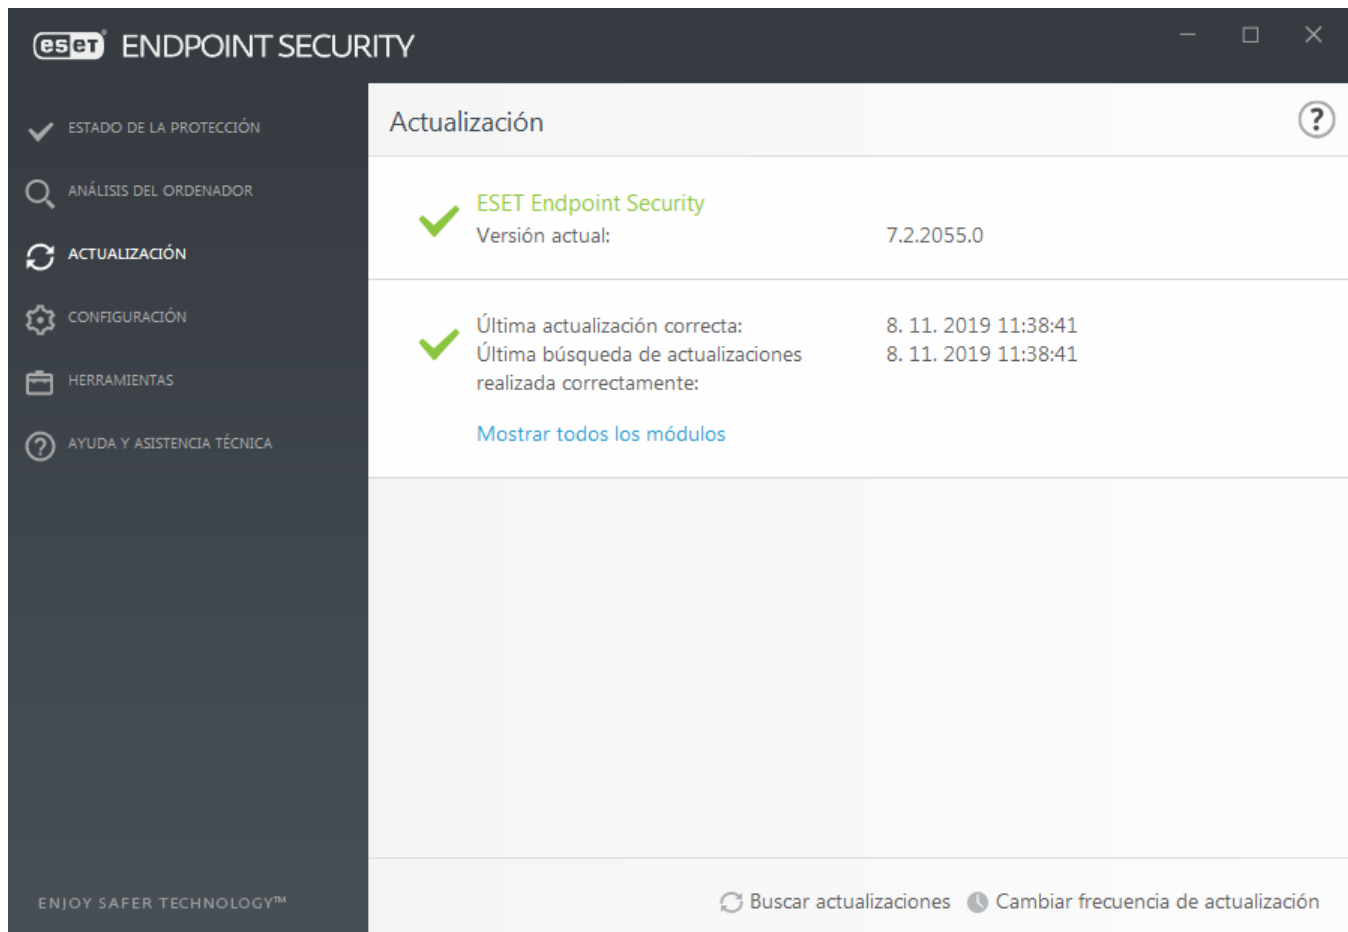 eset ENDPOINT SECURITY
ESTADO DE LA PROTECCIÓN
ANÁLISIS DEL ORDENADOR
ACTUALIZACIÓN
CONFIGURACIÓN
HERRAMIENTAS
AYUDA Y ASISTENCIA TÉCNICA
ENJOY SAFER TECHNOLOGY™
Actualización
?
ESET Endpoint Security
Versión actual: 7.2.2055.0
Última actualización correcta: 8. 11. 2019 11:38:41
Última búsqueda de actualizaciones 8. 11. 2019 11:38:41
realizada correctamente:
Mostrar todos los módulos
Buscar actualizaciones Cambiar frecuencia de actualización